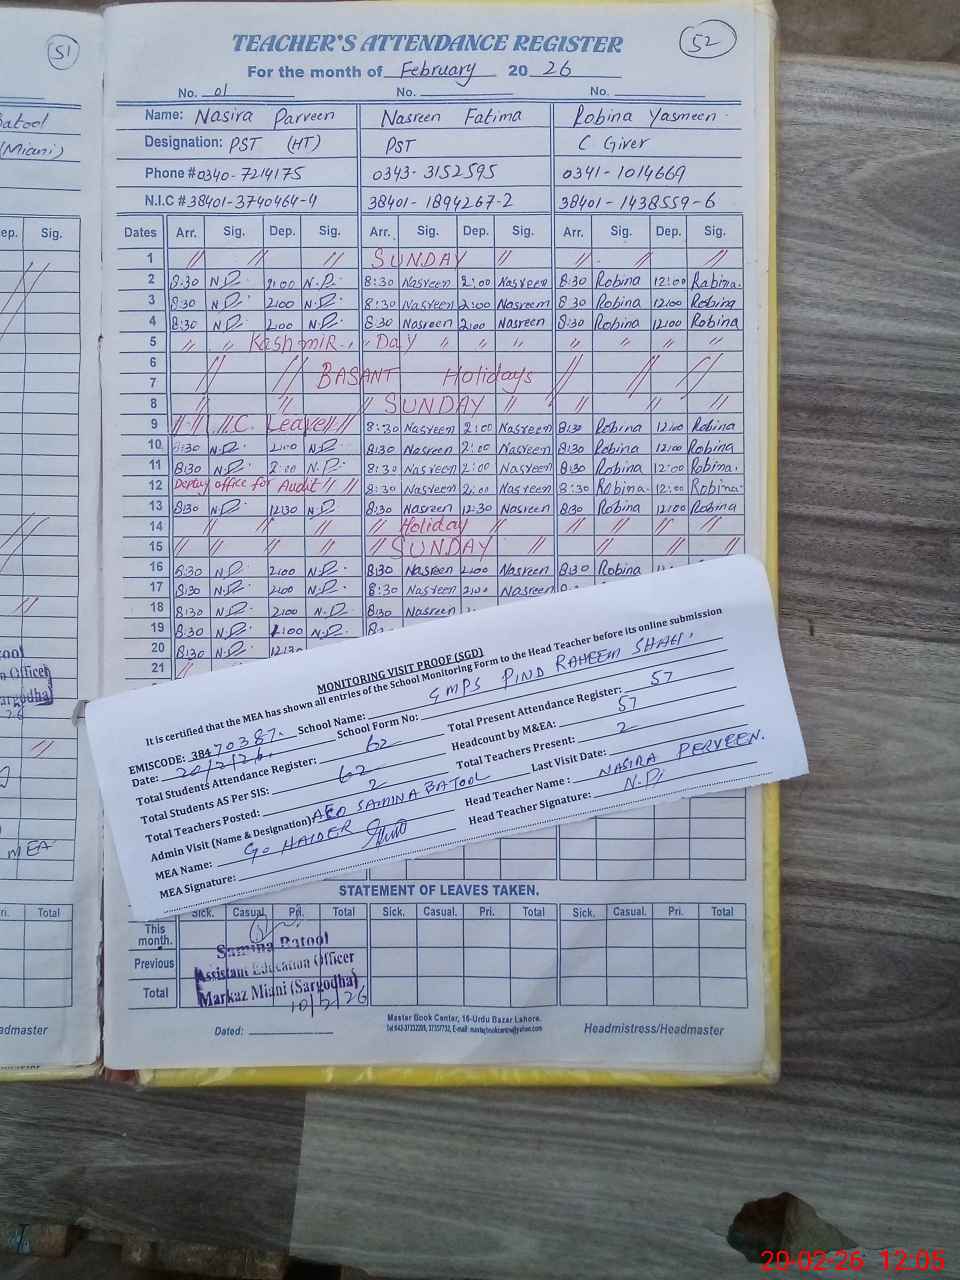 51
Batool
(Miani)
ep. Sig.
52
TEACHER'S ATTENDANCE REGISTER
For the month of February 2026
No. 01 No. No.
Name: Nasira Parveen Nasreen Fatima Robina Yasmeen
Designation: PST (HT) PST C Giver
Phone # 0340-7214175 0343-3152595 0341-1014669
N.I.C # 38401-3740464-4 38401-1894267-2 38401-1438559-6
Dates Arr. Sig. Dep. Sig. Arr. Sig. Dep. Sig. Arr. Sig. Dep. Sig.
1 // // // SUNDAY // // // //
2 8:30 N.P. 2:00 N.P. 8:30 Nasreen 2:00 Nasreen 8:30 Robina 12:00 Robina.
3 8:30 N.P. 2:00 N.P. 8:30 Nasreen 2:00 Nasreen 8:30 Robina 12:00 Robina
4 8:30 N.P. 2:00 N.P. 8:30 Nasreen 2:00 Nasreen 8:30 Robina 12:00 Robina
5 // // Kashmir // Day // // // // // // //
6
7 // // BASANT Holidays // // //
8 // // // SUNDAY // // // //
9 // // C. Leave // // 8:30 Nasreen 2:00 Nasreen 8:30 Robina 12:00 Robina
10 8:30 N.P. 2:00 N.P. 8:30 Nasreen 2:00 Nasreen 8:30 Robina 12:00 Robina
11 8:30 N.P. 2:00 N.P. 8:30 Nasreen 2:00 Nasreen 8:30 Robina 12:00 Robina.
12 office for Audit // // 8:30 Nasreen 2:00 Nasreen 8:30 Robina. 12:00 Robina.
13 8:30 N.P. 12:30 N.P. 8:30 Nasreen 12:30 Nasreen 8:30 Robina 12:00 Robina
14 // // // // // Holiday // // // // //
15 // // // // // SUNDAY // // // //
16 8:30 N.P. 2:00 N.P. 8:30 Nasreen 2:00 Nasreen 8:30 Robina
17 8:30 N.P. 2:00 N.P. 8:30 Nasreen 2:00 Nasreen
18 8:30 N.P. 2:00 N.P. 8:30 Nasreen
19 8:30 N.P. 2:00 N.P.
20 8:30 N.P. 12:30
21 //
MONITORING VISIT PROOF (SGD)
It is certified that the MEA has shown all entries of the School Monitoring Form to the Head Teacher before its online submission
EMISCODE: 38470387. School Name: GMPS PIND RAHEEM SHAH.
Date: 20/2/26. School Form No:
Total Students Attendance Register: 62 Total Present Attendance Register: 57
Total Students AS Per SIS: 62 Headcount by M&EA: 57
Total Teachers Posted: 2 Total Teachers Present: 2
Admin Visit (Name & Designation) AEO SAMINA BATOOL Last Visit Date:
MEA Name: HAIDER Head Teacher Name: NASIRA PERVEEN.
MEA Signature: Head Teacher Signature: N.P.
MEA
STATEMENT OF LEAVES TAKEN.
ri. Total
Sick. Casual. Pri. Total Sick. Casual. Pri. Total Sick. Casual. Pri. Total
This month.
Previous
Total
Samina Batool
Assistant Education Officer
Markaz Miani (Sargodha)
10/2/26
Dated:
Master Book Center, 16-Urdu Bazar Lahore.
Headmistress/Headmaster
admaster
20-02-26 12:05